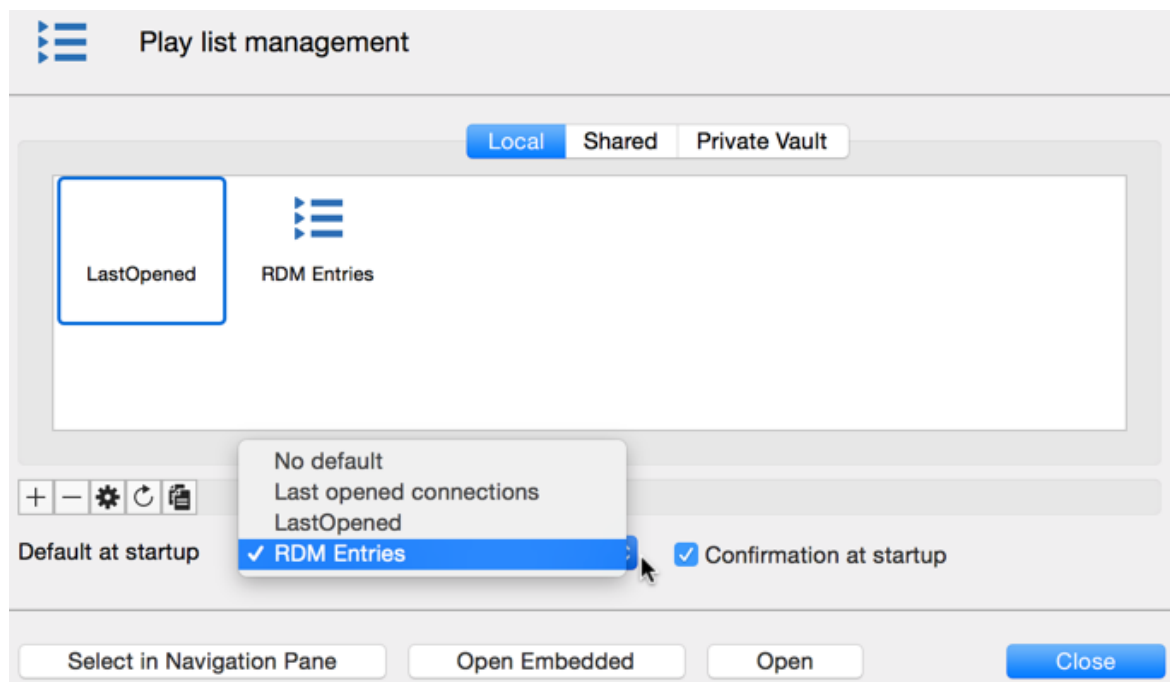 Play list management
Local Shared Private Vault
LastOpened RDM Entries
No default
Last opened connections
LastOpened
Default at startup ✓ RDM Entries Confirmation at startup
Select in Navigation Pane Open Embedded Open Close